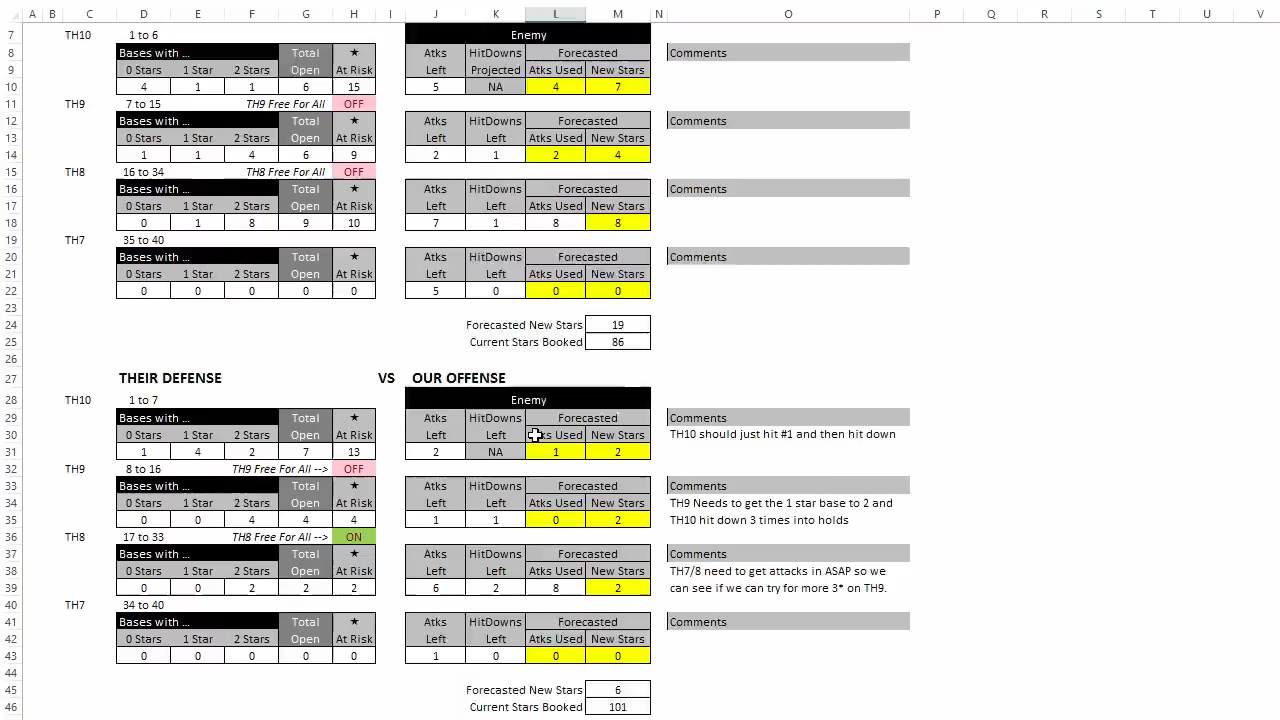 A B C D E F G H I J K L M N O P Q R S T U V
7 TH10 1 to 6 Enemy
8 Bases with ... Total ★ Atks HitDowns Forecasted Comments
9 0 Stars 1 Star 2 Stars Open At Risk Left Projected Atks Used New Stars
10 4 1 1 6 15 5 NA 4 7
11 TH9 7 to 15 TH9 Free For All OFF
12 Bases with ... Total ★ Atks HitDowns Forecasted Comments
13 0 Stars 1 Star 2 Stars Open At Risk Left Left Atks Used New Stars
14 1 1 4 6 9 2 1 2 4
15 TH8 16 to 34 TH8 Free For All OFF
16 Bases with ... Total ★ Atks HitDowns Forecasted Comments
17 0 Stars 1 Star 2 Stars Open At Risk Left Left Atks Used New Stars
18 0 1 8 9 10 7 1 8 8
19 TH7 35 to 40
20 Bases with ... Total ★ Atks HitDowns Forecasted Comments
21 0 Stars 1 Star 2 Stars Open At Risk Left Left Atks Used New Stars
22 0 0 0 0 0 5 0 0 0
23
24 Forecasted New Stars 19
25 Current Stars Booked 86
26
27 THEIR DEFENSE VS OUR OFFENSE
28 TH10 1 to 7 Enemy
29 Bases with ... Total ★ Atks HitDowns Forecasted Comments
30 0 Stars 1 Star 2 Stars Open At Risk Left Left Atks Used New Stars TH10 should just hit #1 and then hit down
31 1 4 2 7 13 2 NA 1 2
32 TH9 8 to 16 TH9 Free For All --> OFF
33 Bases with ... Total ★ Atks HitDowns Forecasted Comments
34 0 Stars 1 Star 2 Stars Open At Risk Left Left Atks Used New Stars TH9 Needs to get the 1 star base to 2 and
35 0 0 4 4 4 1 1 0 2 TH10 hit down 3 times into holds
36 TH8 17 to 33 TH8 Free For All --> ON
37 Bases with ... Total ★ Atks HitDowns Forecasted Comments
38 0 Stars 1 Star 2 Stars Open At Risk Left Left Atks Used New Stars TH7/8 need to get attacks in ASAP so we
39 0 0 2 2 2 6 2 8 2 can see if we can try for more 3* on TH9.
40 TH7 34 to 40
41 Bases with ... Total ★ Atks HitDowns Forecasted Comments
42 0 Stars 1 Star 2 Stars Open At Risk Left Left Atks Used New Stars
43 0 0 0 0 0 1 0 0 0
44
45 Forecasted New Stars 6
46 Current Stars Booked 101